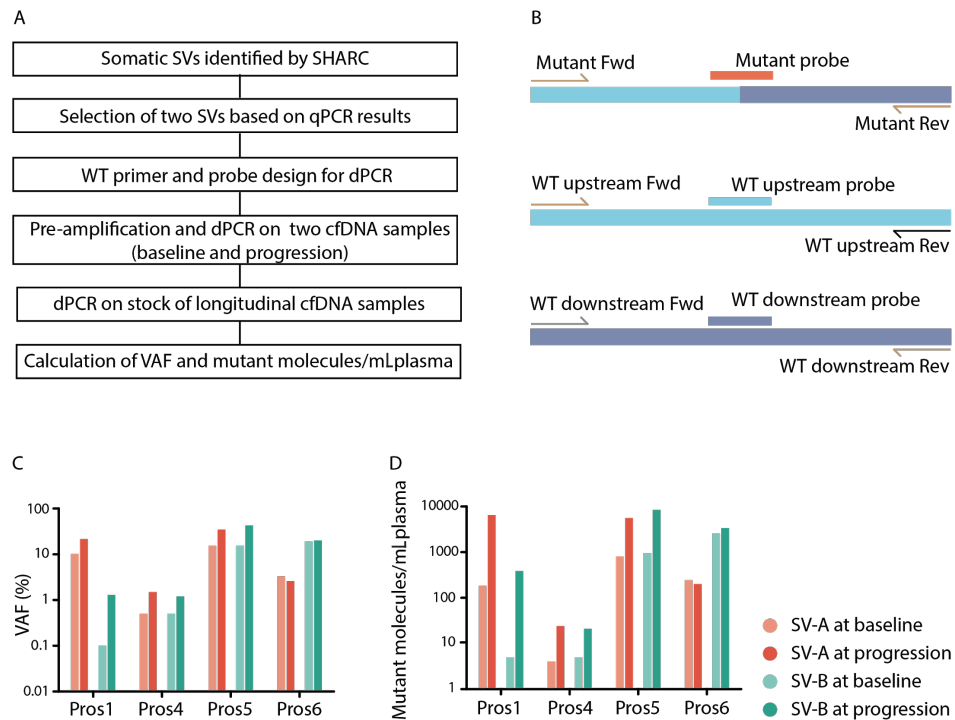 A
Somatic SVs identified by SHARC
Selection of two SVs based on qPCR results
WT primer and probe design for dPCR
Pre-amplification and dPCR on two cfDNA samples
(baseline and progression)
dPCR on stock of longitudinal cfDNA samples
Calculation of VAF and mutant molecules/mLplasma
B
Mutant Fwd
Mutant probe
Mutant Rev
WT upstream Fwd
WT upstream probe
WT upstream Rev
WT downstream Fwd
WT downstream probe
WT downstream Rev
C
VAF (%)
100
10
1
0.1
0.01
Pros1 Pros4 Pros5 Pros6
D
Mutant molecules/mLplasma
10000
1000
100
10
1
Pros1 Pros4 Pros5 Pros6
SV-A at baseline
SV-A at progression
SV-B at baseline
SV-B at progression